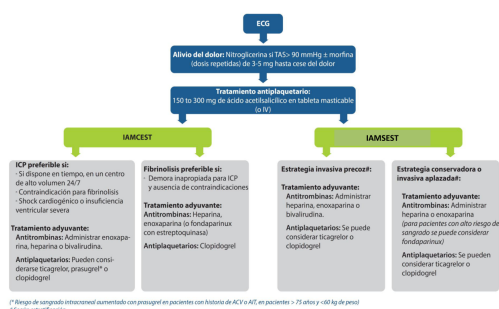 ECG
Alivio del dolor: Nitroglicerina si TAS> 90 mmHg ± morfina
(dosis repetidas) de 3-5 mg hasta cese del dolor
Tratamiento antiplaquetario:
150 to 300 mg de ácido acetilsalicílico en tableta masticable
(o IV)
IAMCEST
IAMSEST
ICP preferible si:
· Si dispone en tiempo, en un centro
de alto volumen 24/7
· Contraindicación para fibrinolisis
· Shock cardiogénico o insuficiencia
ventricular severa
Tratamiento adyuvante:
Antitrombinas: Administrar enoxapa-
rina, heparina o bivalirudina.
Antiplaquetarios: Pueden consi-
derarse ticagrelor, prasugrel* o
clopidogrel
Fibrinolisis preferible si:
· Demora inapropiada para ICP
y ausencia de contraindicaciones
Tratamiento adyuvante:
Antitrombinas: Heparina,
enoxaparina (o fondaparinux
con estreptoquinasa)
Antiplaquetarios: Clopidogrel
Estrategia invasiva precoz#:
Tratamiento adyuvante:
Antitrombinas: Administrar
heparina, enoxaparina o
bivalirudina.
Antiplaquetarios: Se puede
considerar ticagrelor o
clopidogrel
Estrategia conservadora o
invasiva aplazada#:
Tratamiento adyuvante:
Antitrombinas: Administrar
heparina o enoxaparina
(para pacientes con alto riesgo de
sangrado se puede considerar
fondaparinux)
Antiplaquetarios: Se pueden
considerar ticagrelor o
clopidogrel
(* Riesgo de sangrado intracraneal aumentado con prasugrel en pacientes con historia de ACV o AIT, en pacientes > 75 años y <60 kg de peso)